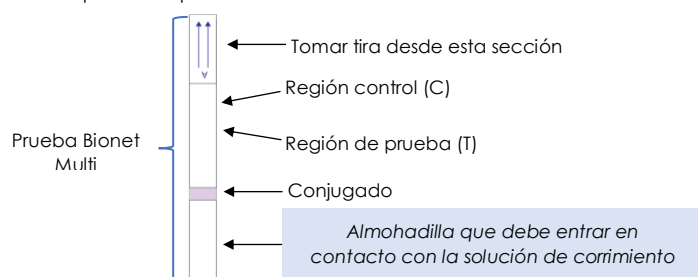 Tomar tira desde esta sección
Región control (C)
Prueba Bionet
Multi
Región de prueba (T)
Conjugado
Almohadilla que debe entrar en
contacto con la solución de corrimiento